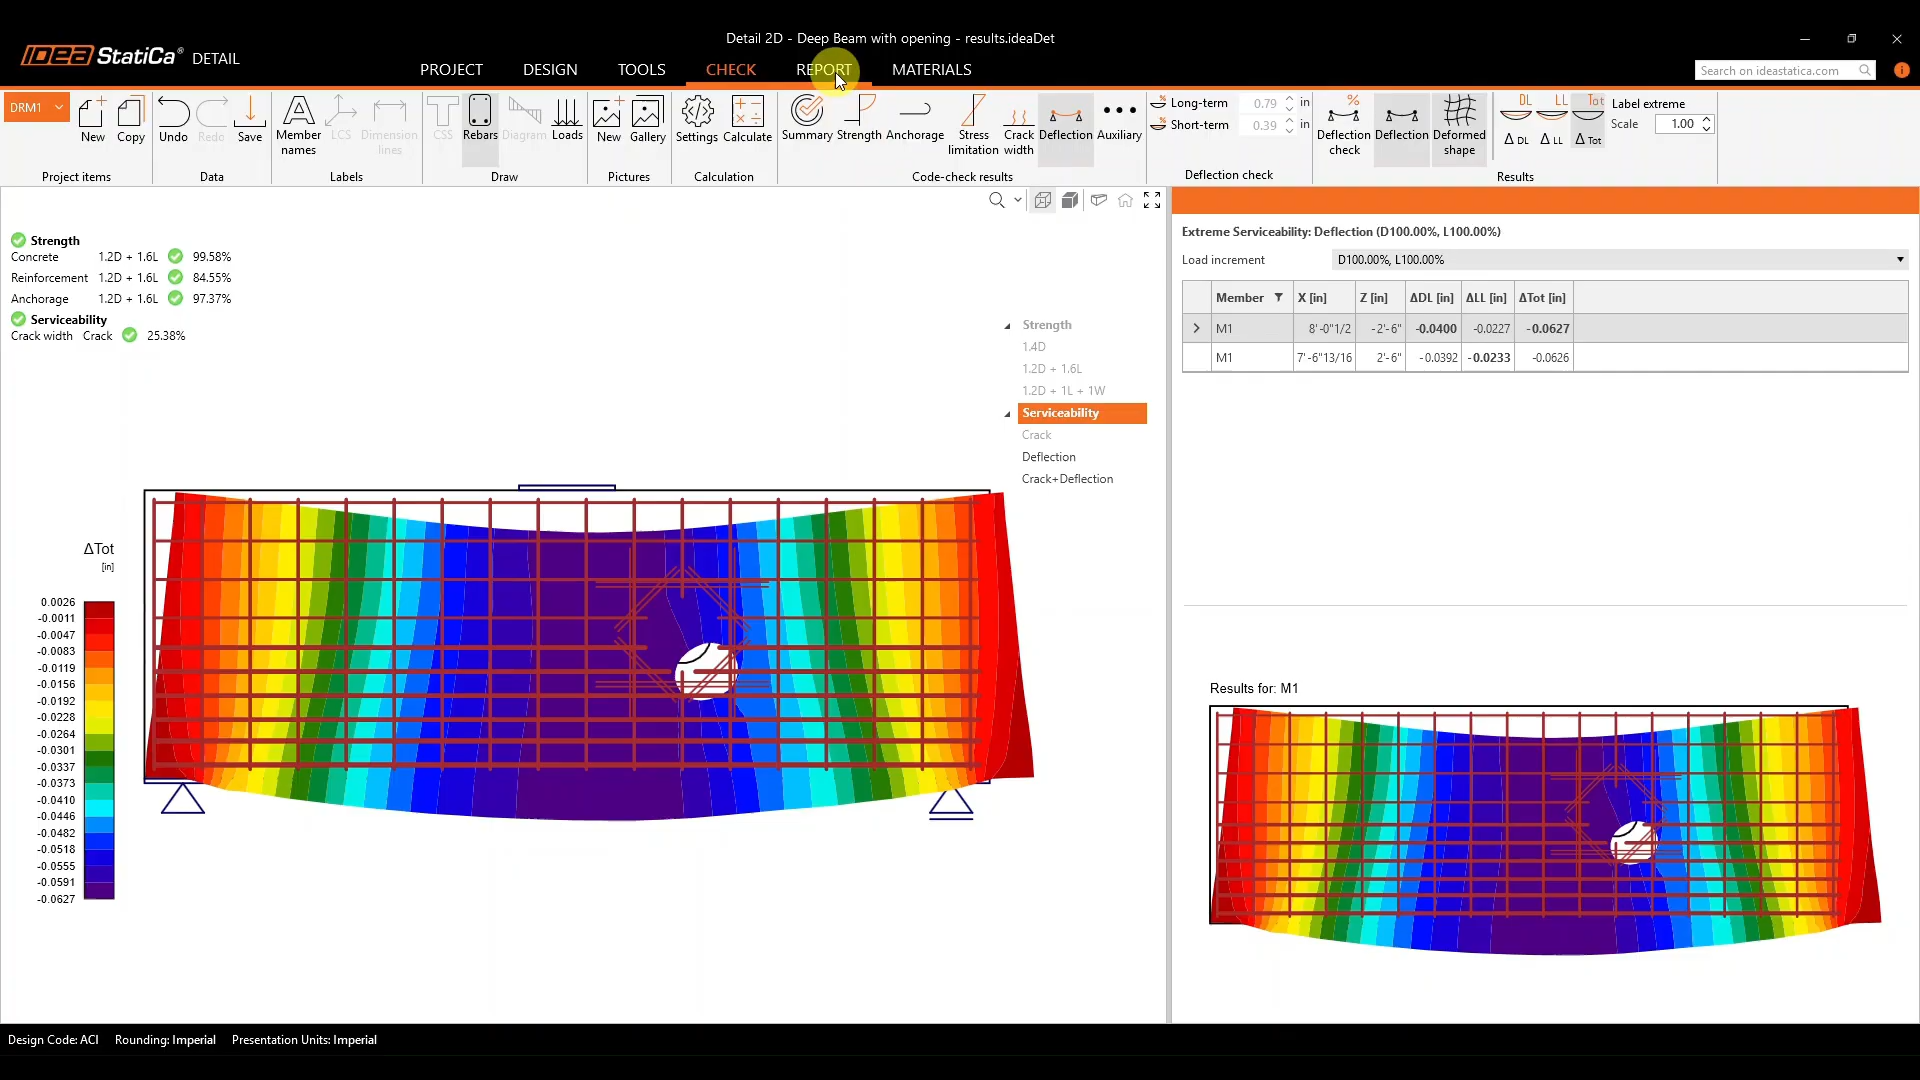 Detail 2D - Deep Beam with opening - results.ideaDet
IDEA StatiCa® DETAIL
PROJECT DESIGN TOOLS CHECK REPORT MATERIALS
Search on ideastatica.com
DRM1
New Copy Undo Redo Save Member names LCS Dimension lines CSS Rebars Diagram Loads New Gallery Settings Calculate Summary Strength Anchorage Stress limitation Crack width Deflection Auxiliary
Long-term 0.79 in
Short-term 0.39 in
Deflection check Deflection Deformed shape
DL LL Tot
Δ DL Δ LL Δ Tot
Label extreme
Scale 1.00
Project items Data Labels Draw Pictures Calculation Code-check results Deflection check Results
Strength
Concrete 1.2D + 1.6L 99.58%
Reinforcement 1.2D + 1.6L 84.55%
Anchorage 1.2D + 1.6L 97.37%
Serviceability
Crack width Crack 25.38%
Strength
1.4D
1.2D + 1.6L
1.2D + 1L + 1W
Serviceability
Crack
Deflection
Crack+Deflection
ΔTot
[in]
0.0026
-0.0011
-0.0047
-0.0083
-0.0119
-0.0156
-0.0192
-0.0228
-0.0264
-0.0301
-0.0337
-0.0373
-0.0410
-0.0446
-0.0482
-0.0518
-0.0555
-0.0591
-0.0627
Extreme Serviceability: Deflection (D100.00%, L100.00%)
Load increment D100.00%, L100.00%
Member X [in] Z [in] ΔDL [in] ΔLL [in] ΔTot [in]
M1 8'-0"1/2 -2'-6" -0.0400 -0.0227 -0.0627
M1 7'-6"13/16 2'-6" -0.0392 -0.0233 -0.0626
Results for: M1
Design Code: ACI Rounding: Imperial Presentation Units: Imperial